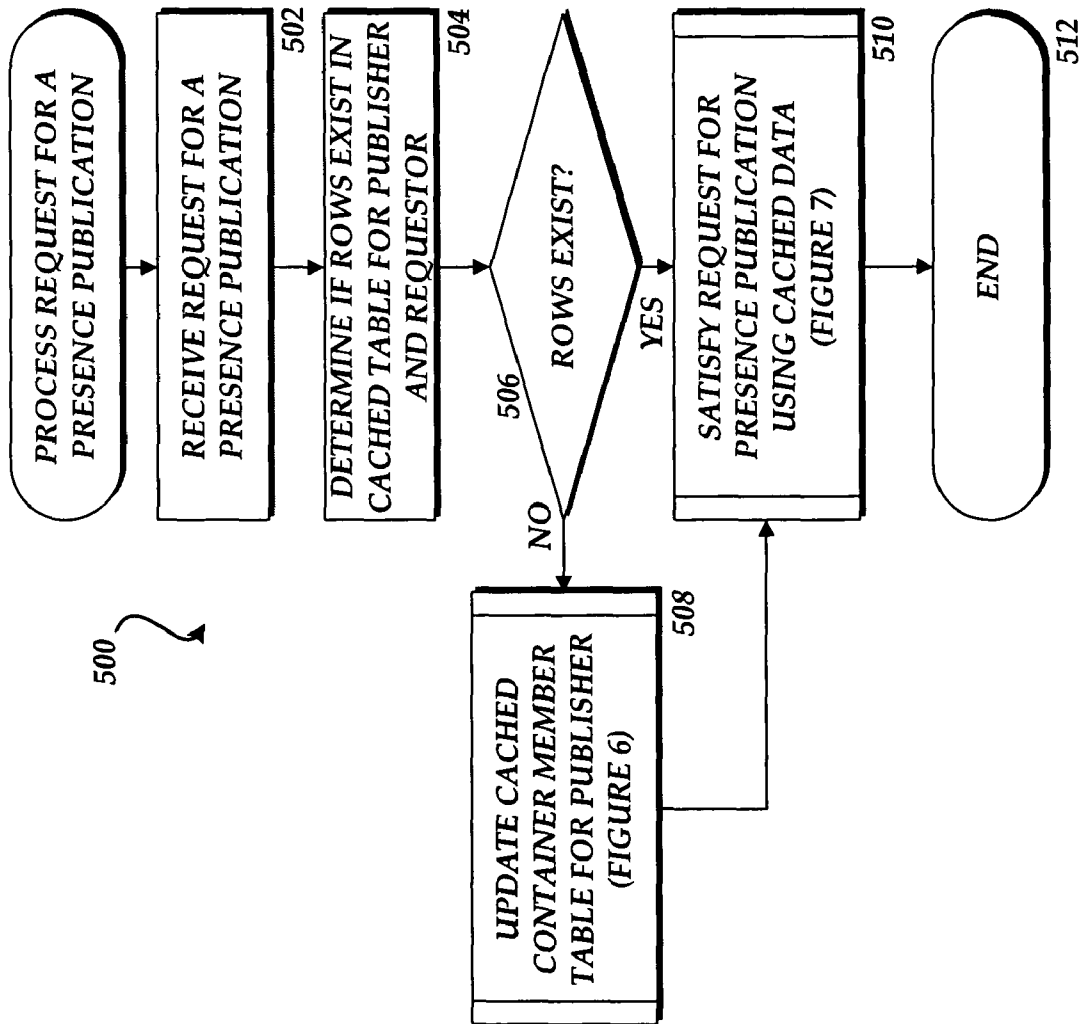 500
PROCESS REQUEST FOR A
PRESENCE PUBLICATION
RECEIVE REQUEST FOR A
PRESENCE PUBLICATION
502
DETERMINE IF ROWS EXIST IN
CACHED TABLE FOR PUBLISHER
AND REQUESTOR
504
506
ROWS EXIST?
NO
YES
UPDATE CACHED
CONTAINER MEMBER
TABLE FOR PUBLISHER
(FIGURE 6)
508
SATISFY REQUEST FOR
PRESENCE PUBLICATION
USING CACHED DATA
(FIGURE 7)
510
END
512